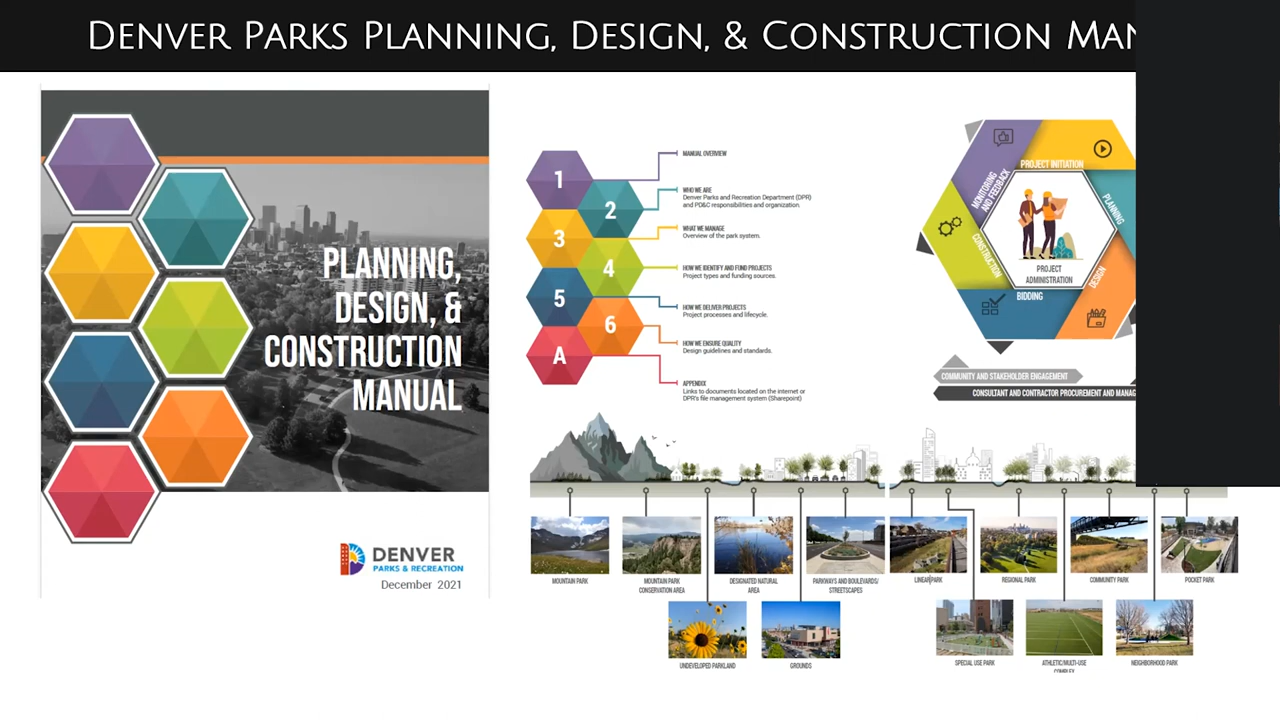 DENVER PARKS PLANNING, DESIGN, & CONSTRUCTION MAN
PLANNING,
DESIGN, &
CONSTRUCTION
MANUAL
DENVER
PARKS & RECREATION
December 2021
1
MANUAL OVERVIEW
2
WHO WE ARE
Denver Parks and Recreation Department (DPR)
and PD&C responsibilities and organization.
3
WHAT WE MANAGE
Overview of the park system.
4
HOW WE IDENTIFY AND FUND PROJECTS
Project types and funding sources.
5
HOW WE DELIVER PROJECTS
Project processes and lifecycle.
6
HOW WE ENSURE QUALITY
Design guidelines and standards.
A
APPENDIX
Links to documents located on the internet or
DPR's file management system (Sharepoint)
PROJECT INITIATION
PLANNING
DESIGN
BIDDING
CONSTRUCTION
MONITORING
AND FEEDBACK
PROJECT
ADMINISTRATION
COMMUNITY AND STAKEHOLDER ENGAGEMENT
CONSULTANT AND CONTRACTOR PROCUREMENT AND MANAG
MOUNTAIN PARK
MOUNTAIN PARK
CONSERVATION AREA
DESIGNATED NATURAL
AREA
PARKWAYS AND BOULEVARDS/
STREETSCAPES
LINEAR PARK
REGIONAL PARK
COMMUNITY PARK
POCKET PARK
UNDEVELOPED PARKLAND
GROUNDS
SPECIAL USE PARK
ATHLETIC/MULTI-USE
COMPLEX
NEIGHBORHOOD PARK